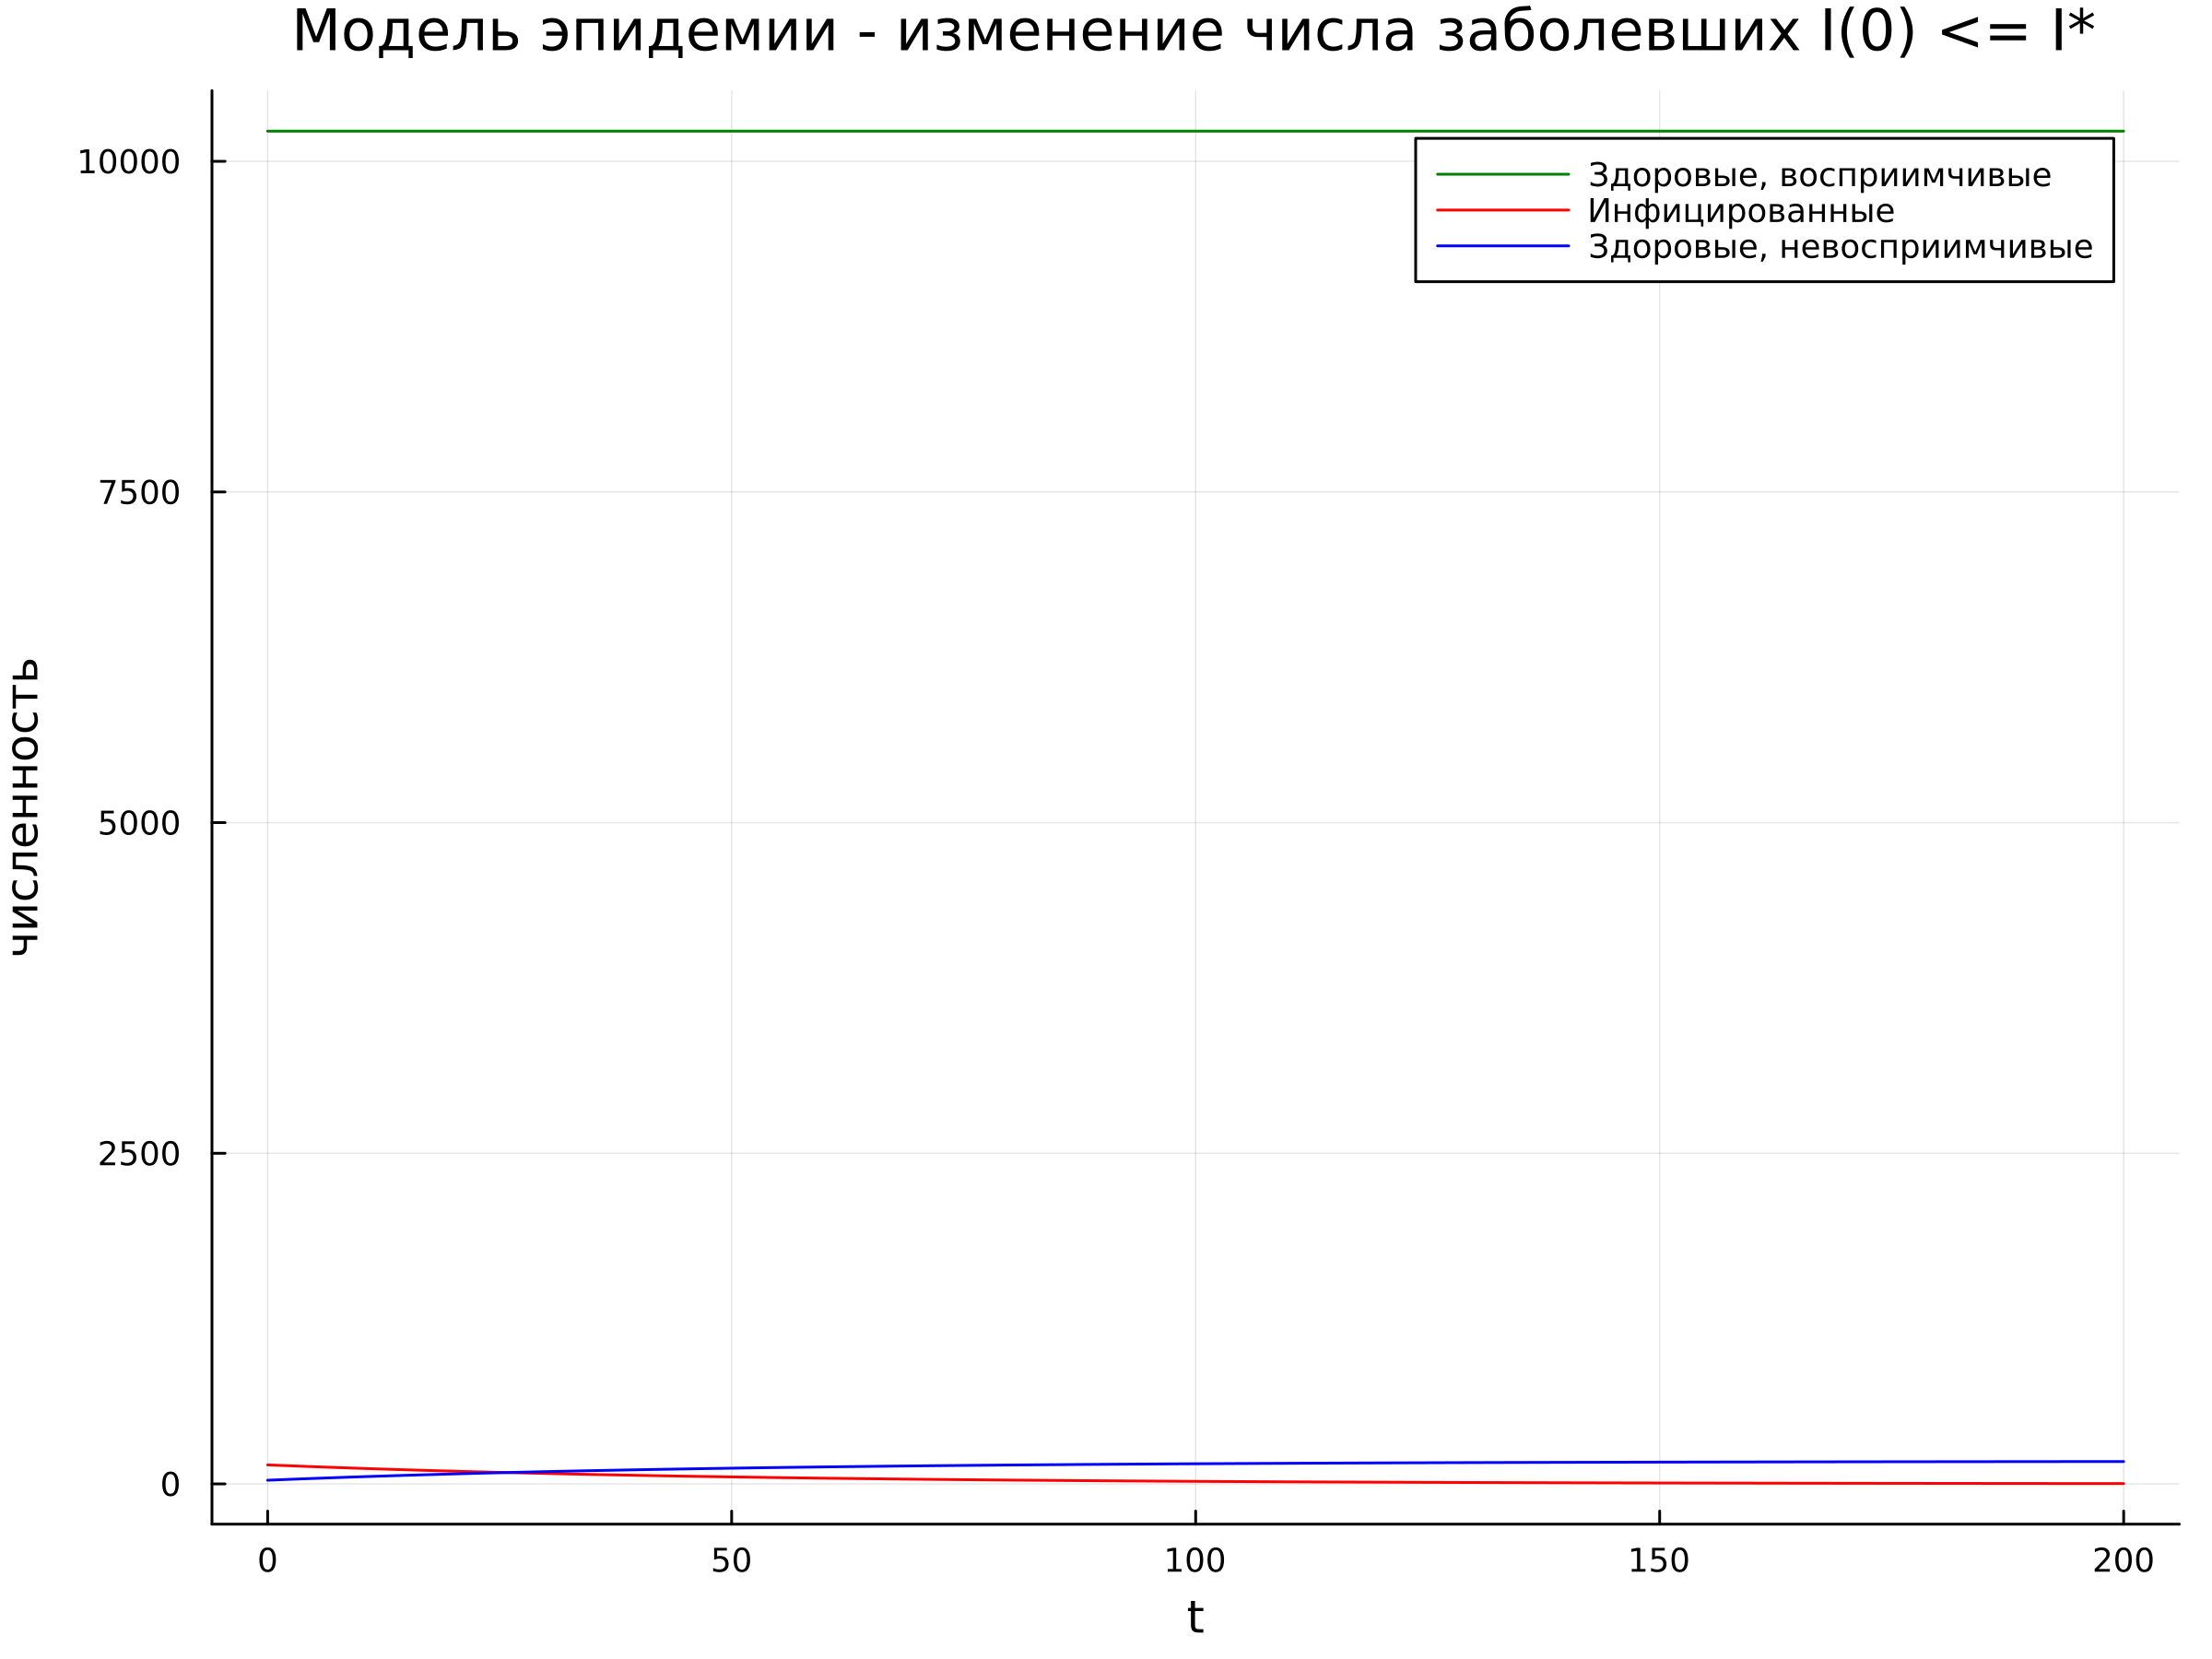 Модель эпидемии - изменение числа заболевших I(0) <= I*
Здоровые, восприимчивые
Инфицированные
Здоровые, невосприимчивые
численность
10000
7500
5000
2500
0
0 50 100 150 200
t